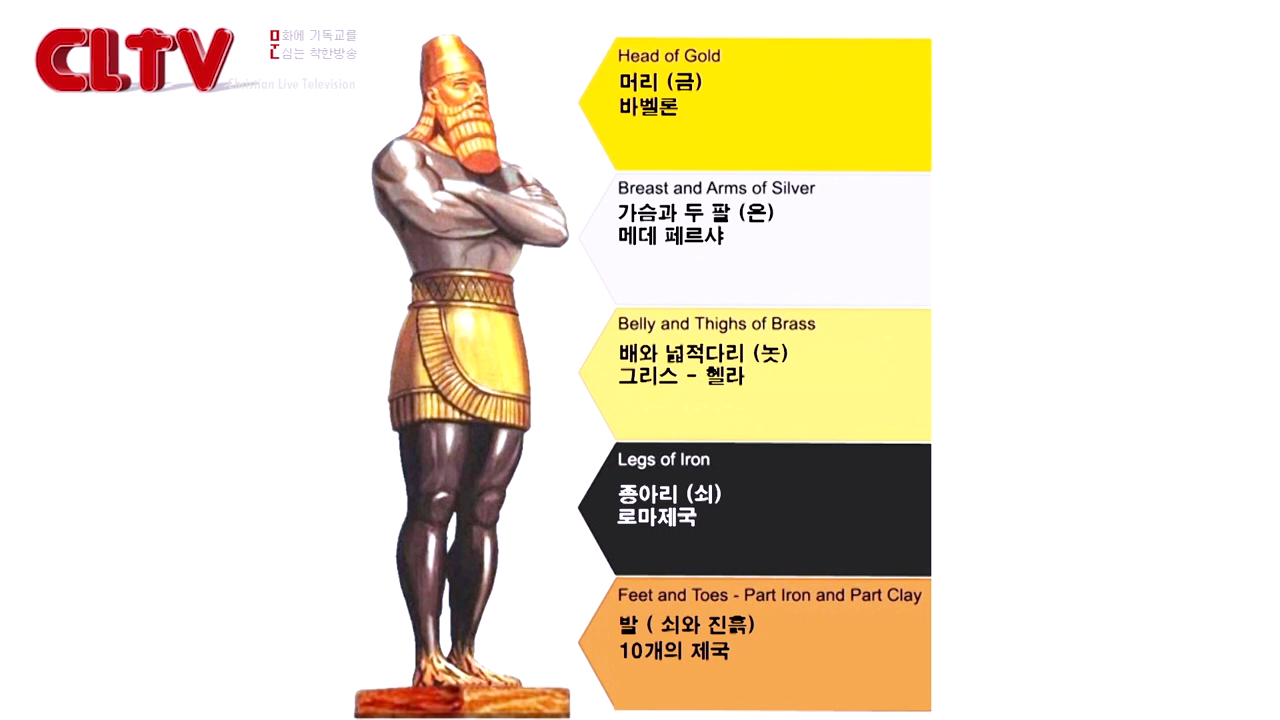 CLTV
문화에 기독교를
심는 착한방송
Christian Live Television
Head of Gold
머리 (금)
바벨론
Breast and Arms of Silver
가슴과 두 팔 (은)
메데 페르샤
Belly and Thighs of Brass
배와 넓적다리 (놋)
그리스 - 헬라
Legs of Iron
종아리 (쇠)
로마제국
Feet and Toes - Part Iron and Part Clay
발 ( 쇠와 진흙)
10개의 제국